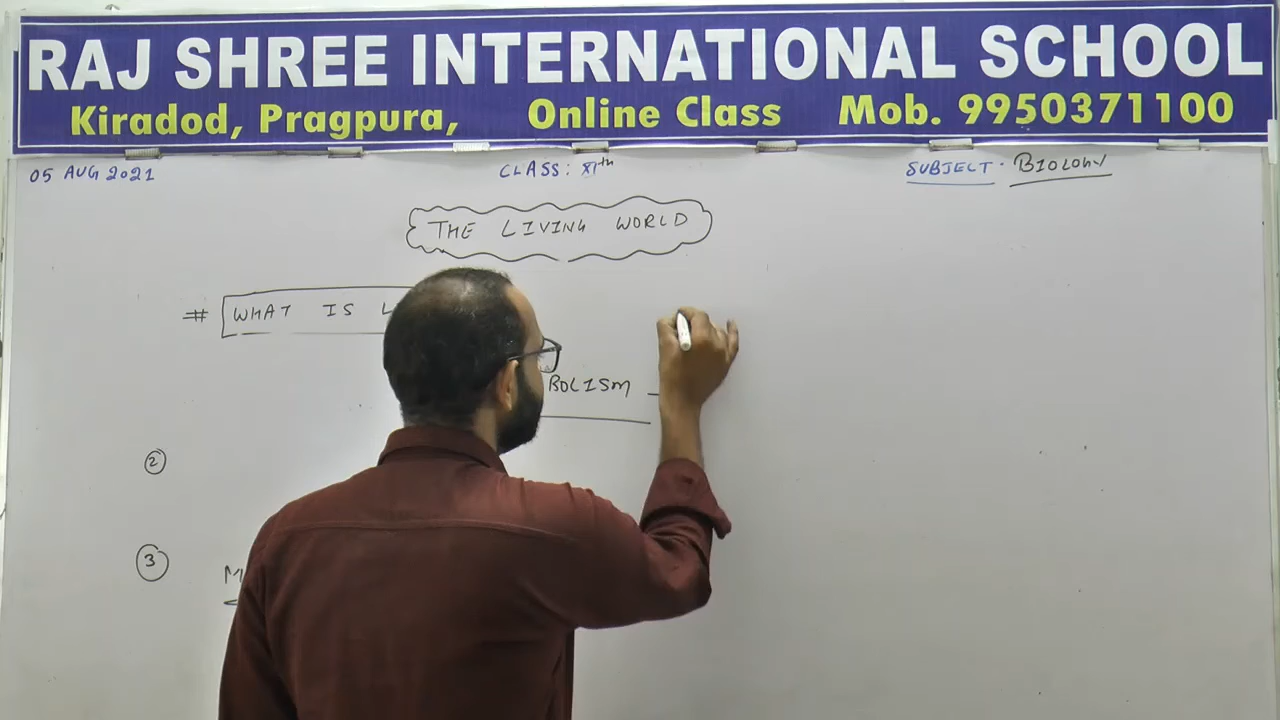 RAJ SHREE INTERNATIONAL SCHOOL
Kiradod, Pragpura, Online Class Mob. 9950371100
05 AUG 2021 CLASS: XIth SUBJECT - BIOLOGY
THE LIVING WORLD
# WHAT IS L
BOLISM
2
3 M